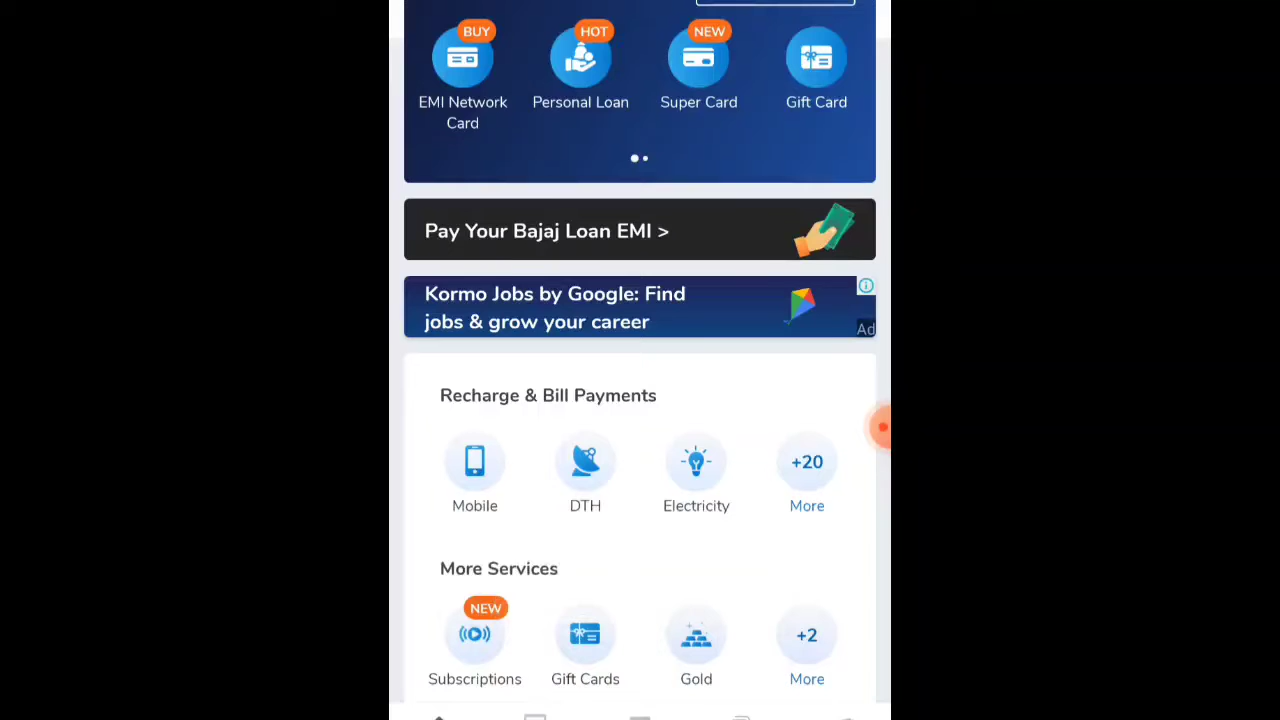 BUY
HOT
NEW
EMI Network
Card
Personal Loan
Super Card
Gift Card
Pay Your Bajaj Loan EMI >
Kormo Jobs by Google: Find
jobs & grow your career
Ad
Recharge & Bill Payments
+20
Mobile
DTH
Electricity
More
More Services
NEW
+2
Subscriptions
Gift Cards
Gold
More